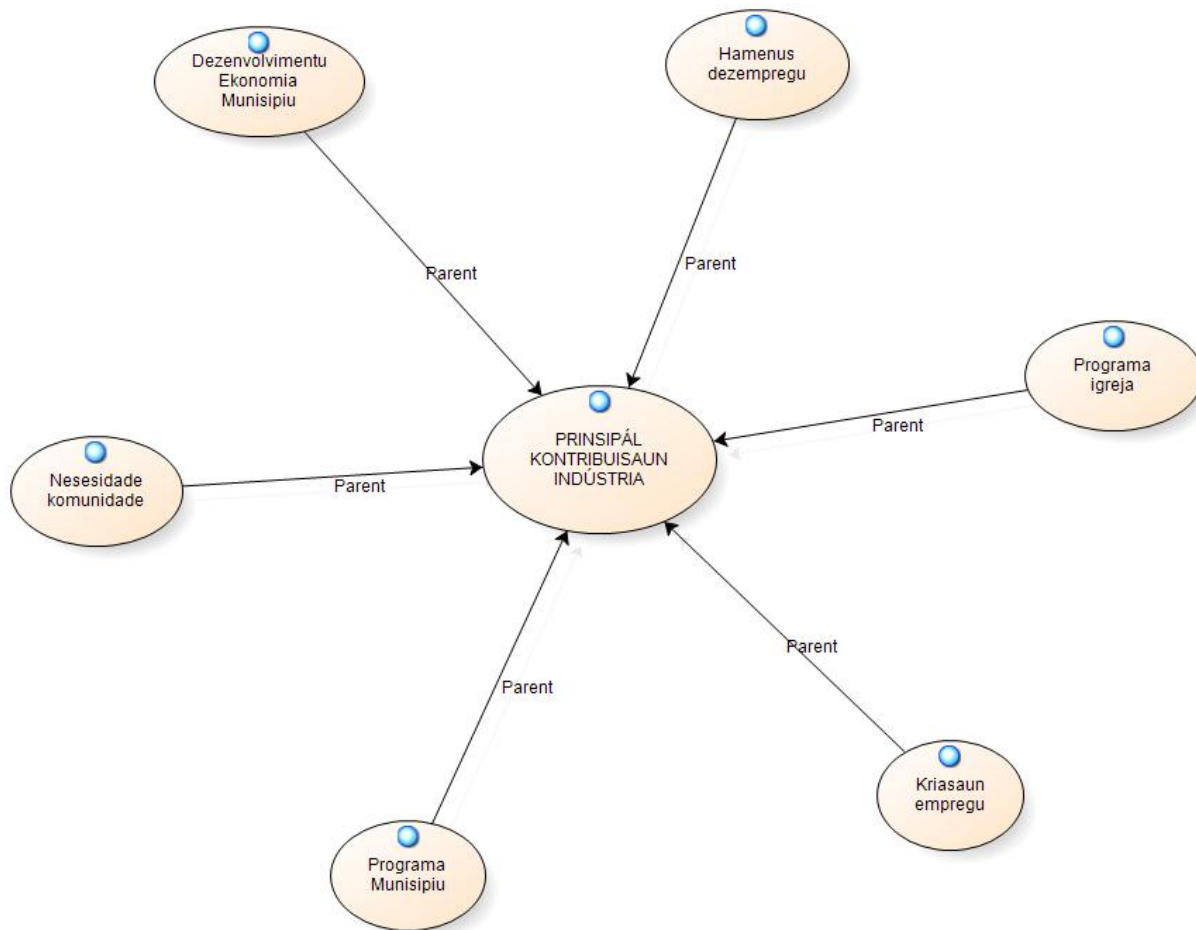 Dezenvolvimentu
Ekonomia
Munisipiu
Hamenus
dezempregu
Parent
Parent
Programa
igreja
Parent
PRINSIPÁL
KONTRIBUISAUN
INDÚSTRIA
Nesesidade
komunidade
Parent
Parent
Parent
Kriasaun
empregu
Programa
Munisipiu